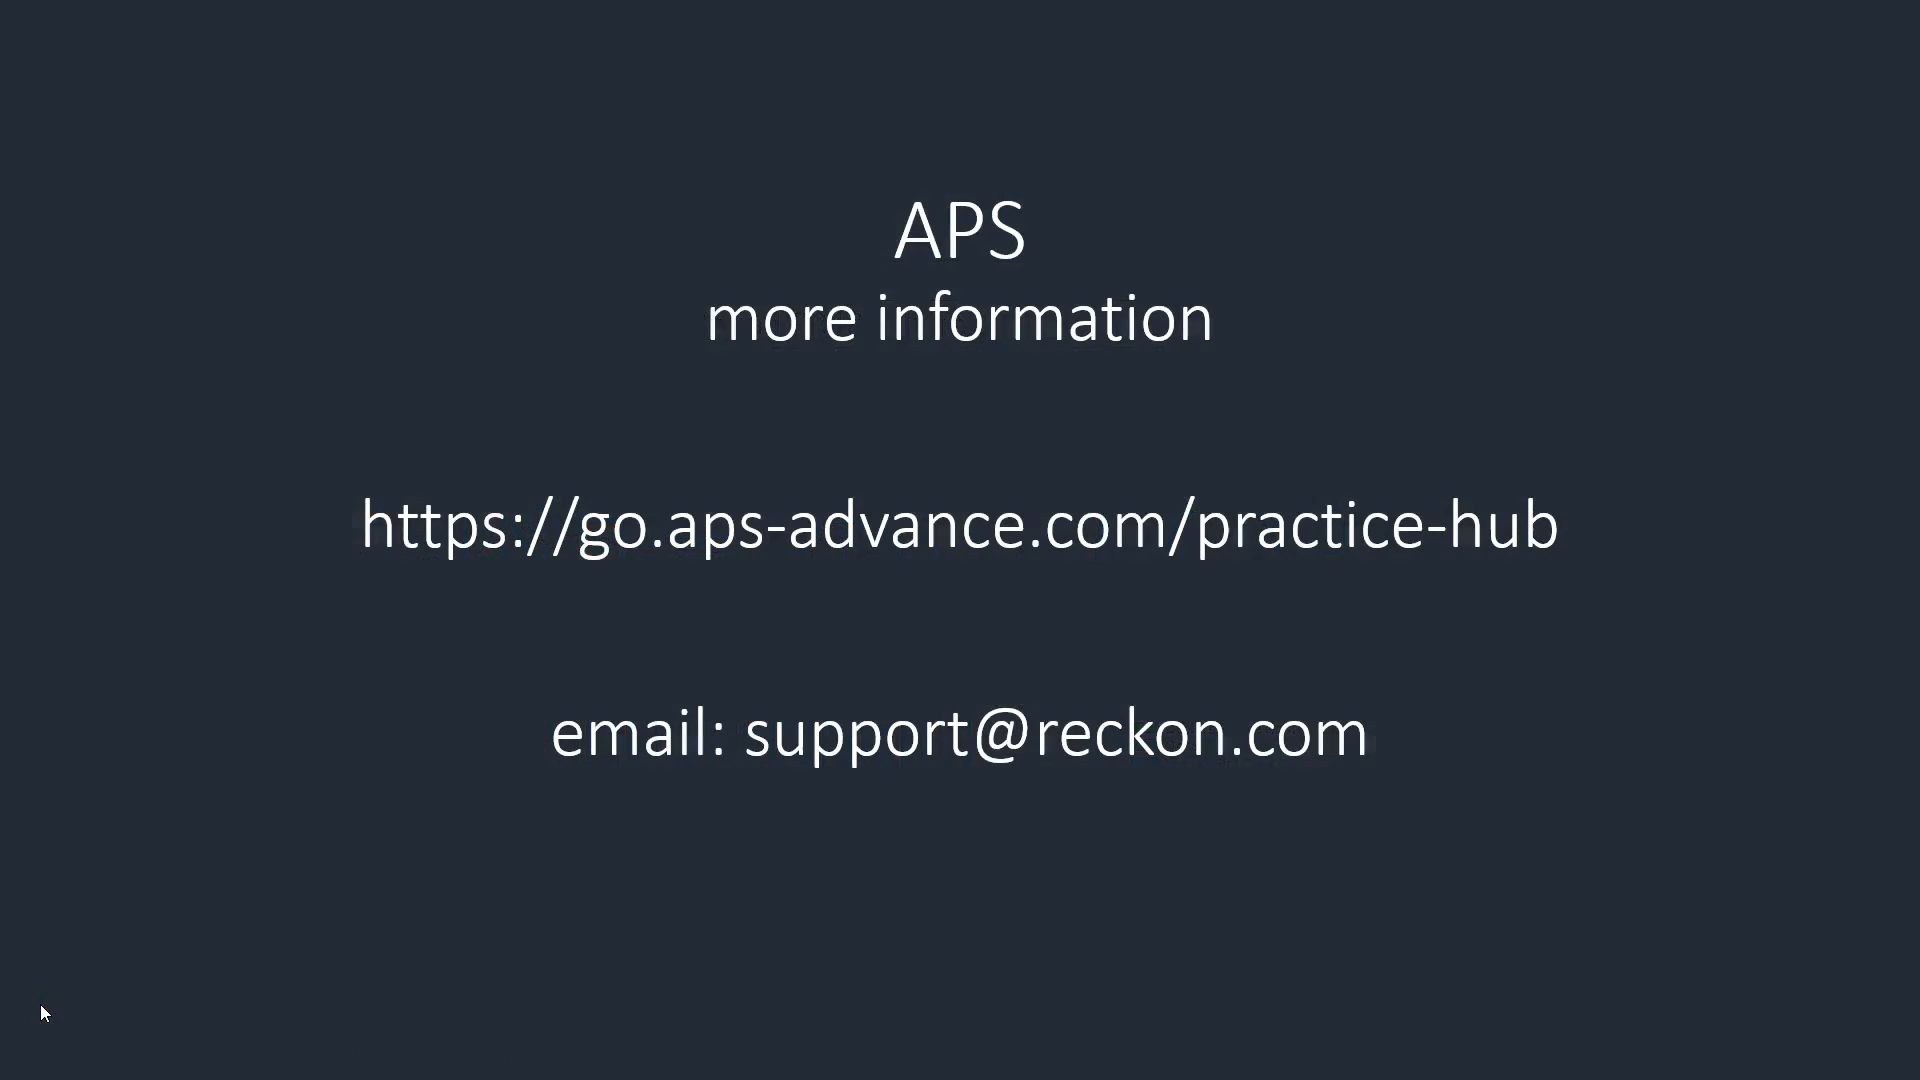 APS
more information
https://go.aps-advance.com/practice-hub
email: support@reckon.com